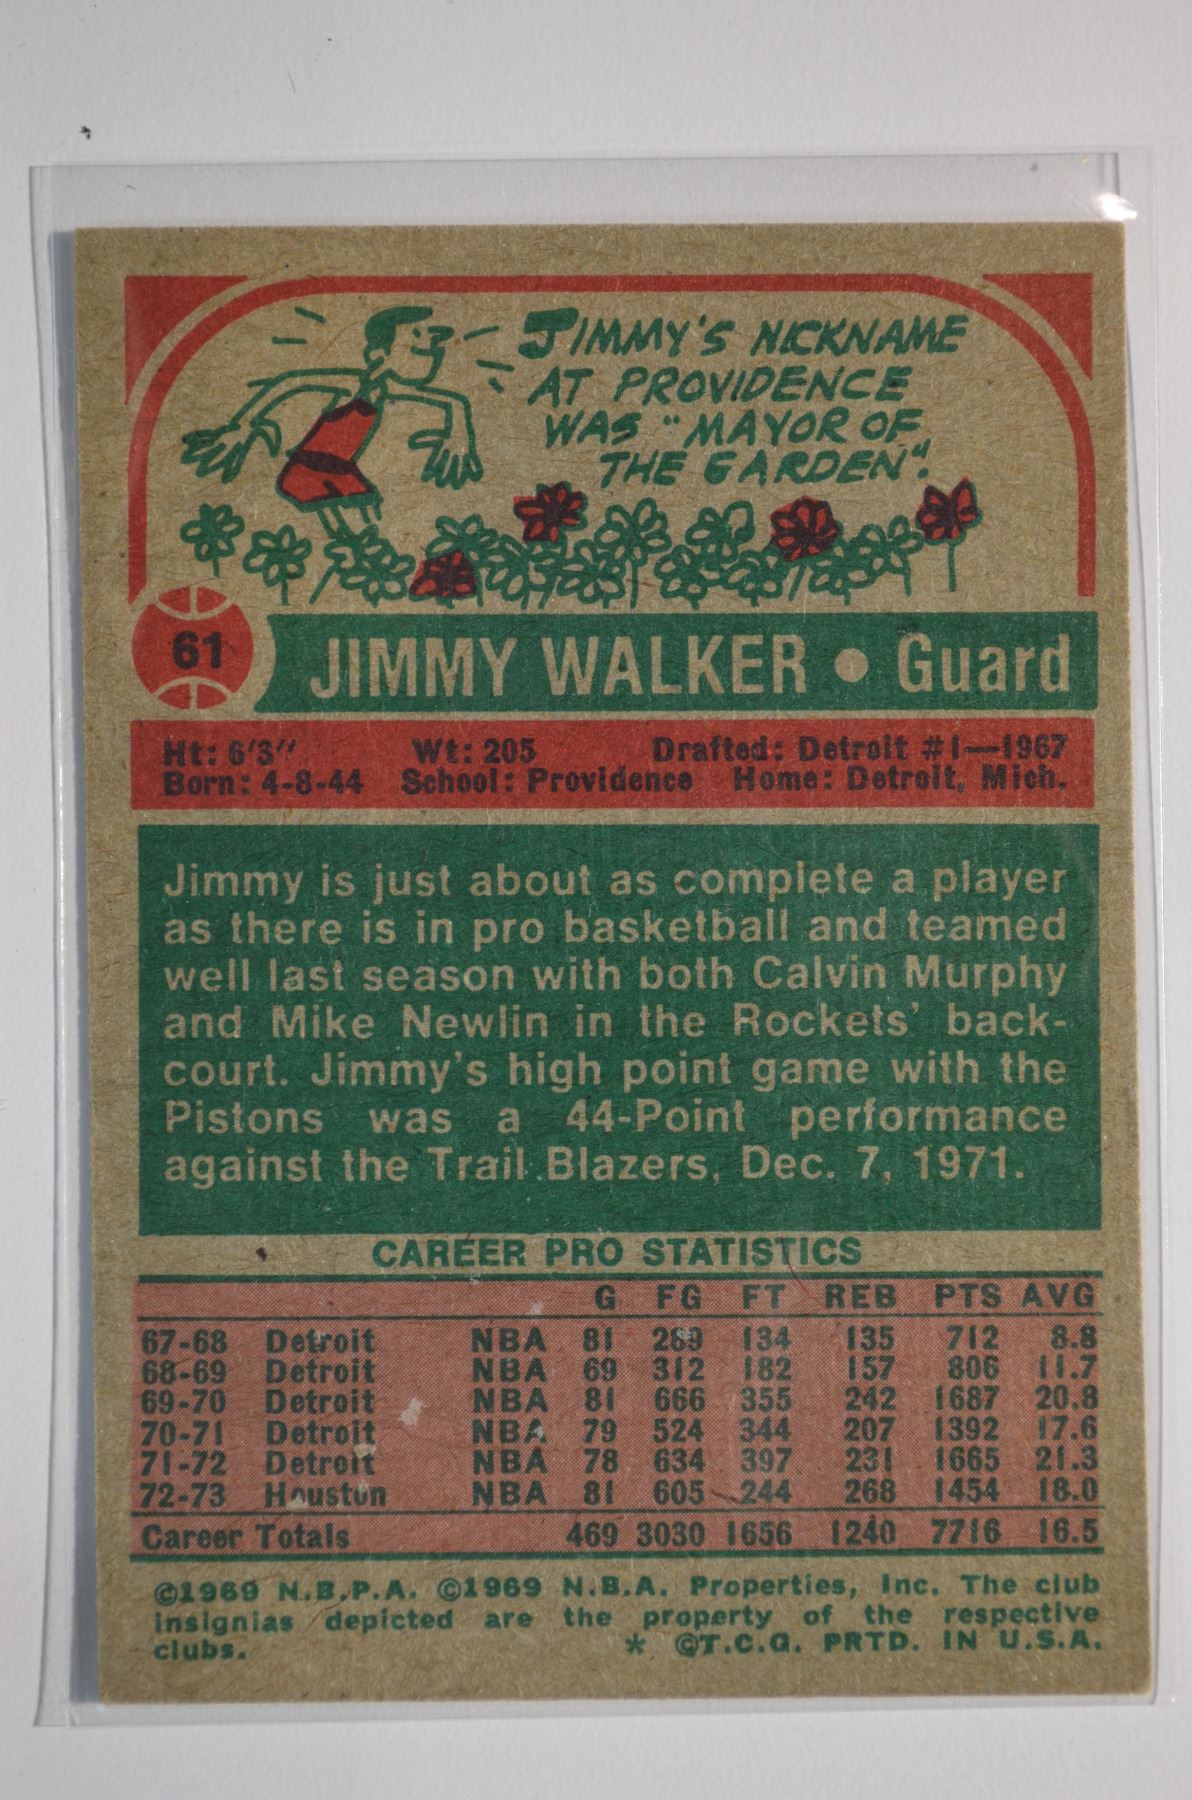 JIMMY'S NICKNAME
AT PROVIDENCE
WAS "MAYOR OF
THE GARDEN".
61
JIMMY WALKER • Guard
Ht: 6'3" Wt: 205 Drafted: Detroit #1—1967
Born: 4-8-44 School: Providence Home: Detroit, Mich.
Jimmy is just about as complete a player
as there is in pro basketball and teamed
well last season with both Calvin Murphy
and Mike Newlin in the Rockets' back-
court. Jimmy's high point game with the
Pistons was a 44-Point performance
against the Trail Blazers, Dec. 7, 1971.
CAREER PRO STATISTICS
G FG FT REB PTS AVG
67-68 Detroit NBA 81 289 134 135 712 8.8
68-69 Detroit NBA 69 312 182 157 806 11.7
69-70 Detroit NBA 81 666 355 242 1687 20.8
70-71 Detroit NBA 79 524 344 207 1392 17.6
71-72 Detroit NBA 78 634 397 231 1665 21.3
72-73 Houston NBA 81 605 244 268 1454 18.0
Career Totals 469 3030 1656 1240 7716 16.5
©1969 N.B.P.A. ©1969 N.B.A. Properties, Inc. The club
insignias depicted are the property of the respective
clubs. * ©T.C.G. PRTD. IN U.S.A.